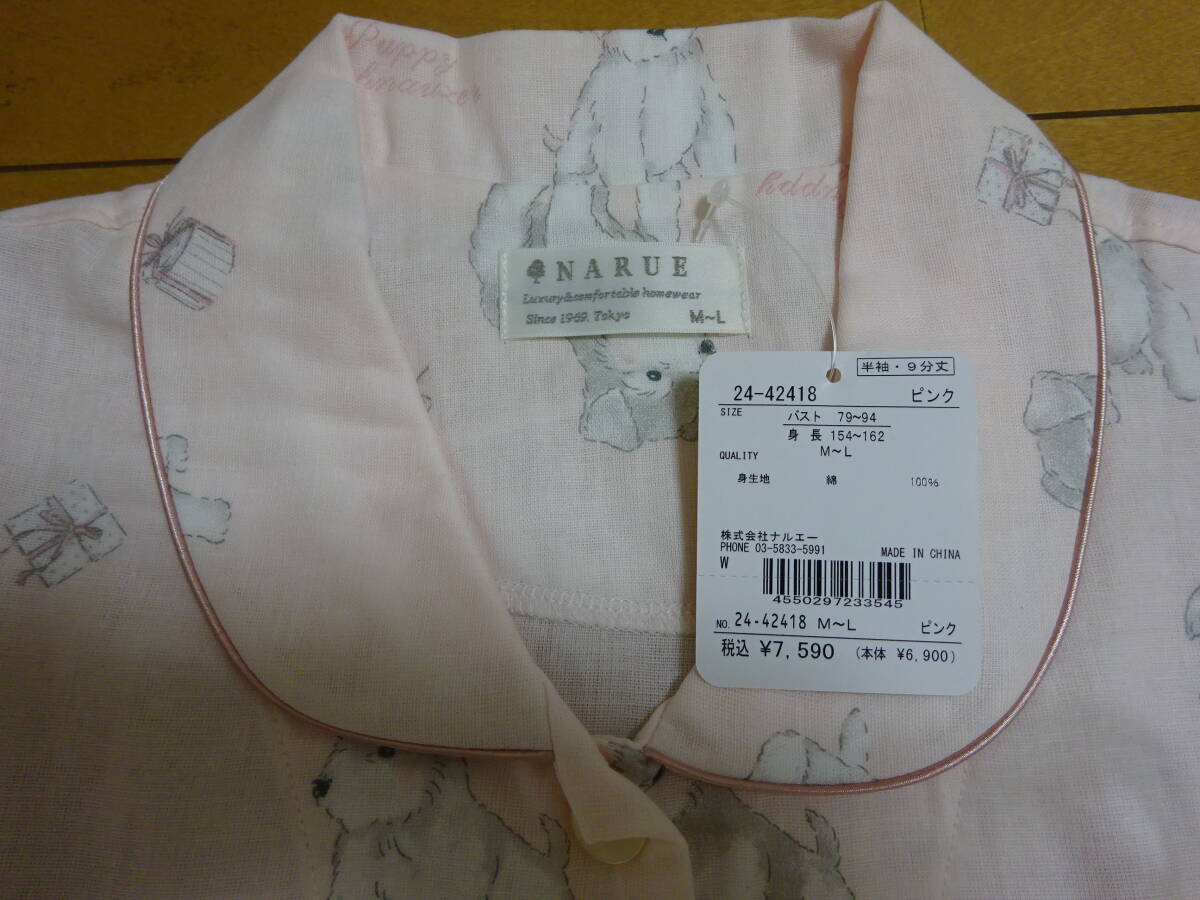 Puppy
NARUE
Luxury&comfortable homewear
Since 1969. Tokyo M~L
半袖・9分丈
24-42418 ピンク
SIZE バスト 79~94
身長 154~162
QUALITY M~L
身生地 綿 100%
株式会社ナルエー
PHONE 03-5833-5991 MADE IN CHINA
W
4550297233545
NO. 24-42418 M~L ピンク
税込 ¥7,590 (本体 ¥6,900)